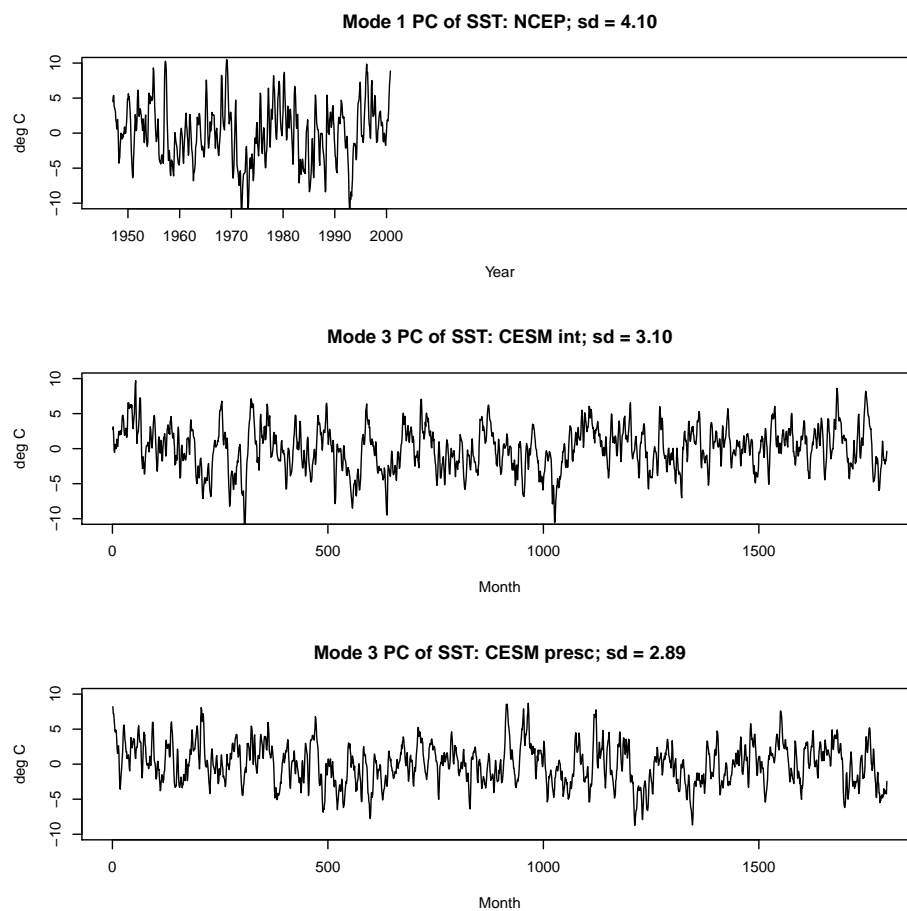 Mode 1 PC of SST: NCEP; sd = 4.10
deg C
10
5
0
−5
−10
1950 1960 1970 1980 1990 2000
Year
Mode 3 PC of SST: CESM int; sd = 3.10
deg C
10
5
0
−5
−10
0 500 1000 1500
Month
Mode 3 PC of SST: CESM presc; sd = 2.89
deg C
10
5
0
−5
−10
0 500 1000 1500
Month